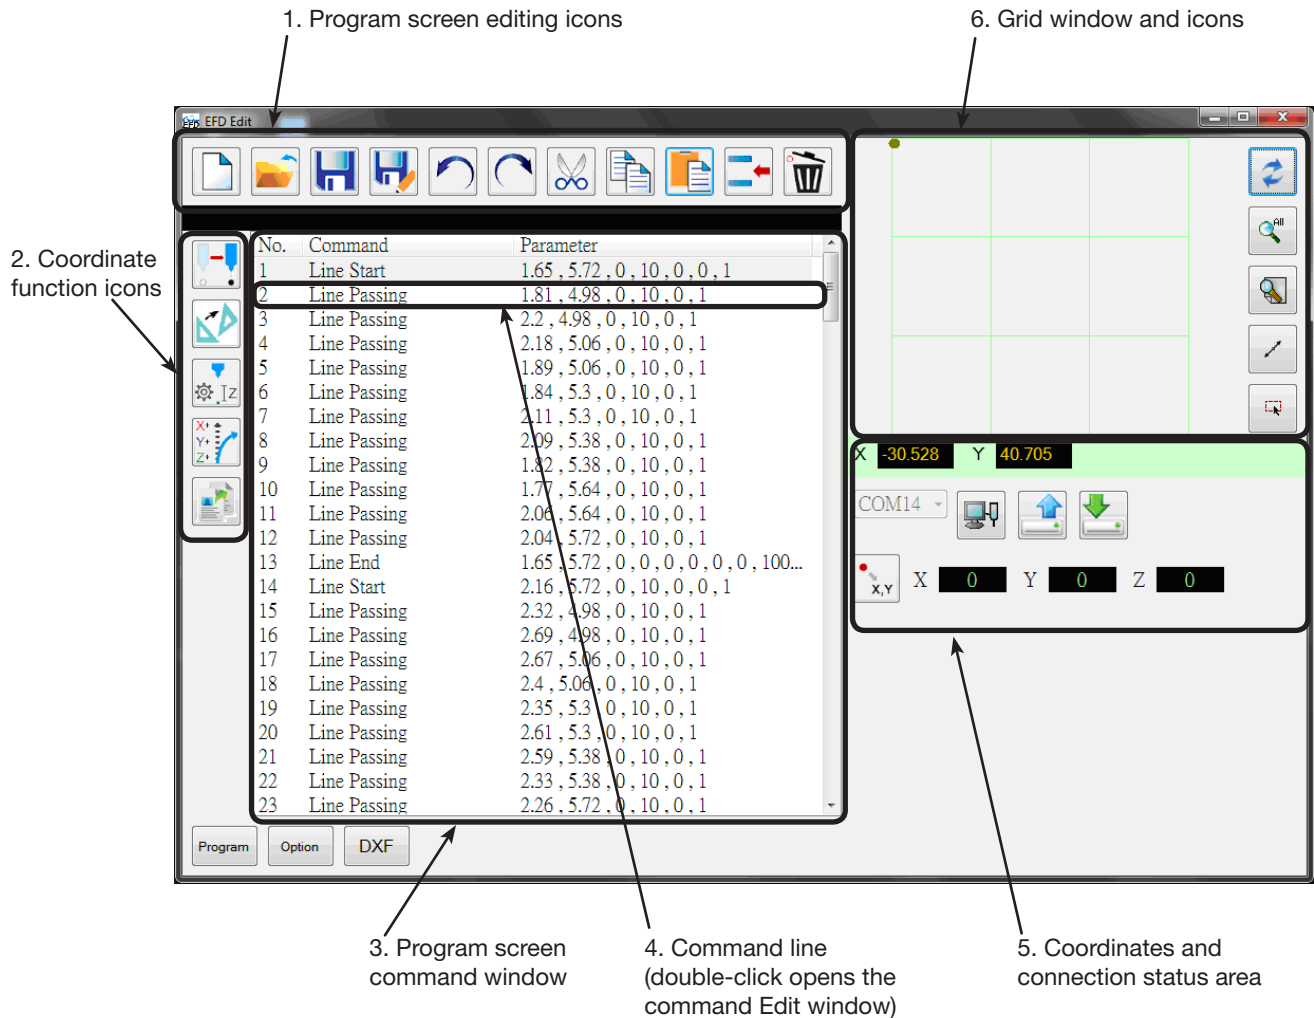 1. Program screen editing icons
6. Grid window and icons
EFD EFD Edit
2. Coordinate
function icons
No. Command Parameter
1 Line Start 1.65 , 5.72 , 0 , 10 , 0 , 0 , 1
2 Line Passing 1.81 , 4.98 , 0 , 10 , 0 , 1
3 Line Passing 2.2 , 4.98 , 0 , 10 , 0 , 1
4 Line Passing 2.18 , 5.06 , 0 , 10 , 0 , 1
5 Line Passing 1.89 , 5.06 , 0 , 10 , 0 , 1
6 Line Passing 1.84 , 5.3 , 0 , 10 , 0 , 1
7 Line Passing 2.11 , 5.3 , 0 , 10 , 0 , 1
8 Line Passing 2.09 , 5.38 , 0 , 10 , 0 , 1
9 Line Passing 1.82 , 5.38 , 0 , 10 , 0 , 1
10 Line Passing 1.77 , 5.64 , 0 , 10 , 0 , 1
11 Line Passing 2.06 , 5.64 , 0 , 10 , 0 , 1
12 Line Passing 2.04 , 5.72 , 0 , 10 , 0 , 1
13 Line End 1.65 , 5.72 , 0 , 0 , 0 , 0 , 0 , 100...
14 Line Start 2.16 , 5.72 , 0 , 10 , 0 , 0 , 1
15 Line Passing 2.32 , 4.98 , 0 , 10 , 0 , 1
16 Line Passing 2.69 , 4.98 , 0 , 10 , 0 , 1
17 Line Passing 2.67 , 5.06 , 0 , 10 , 0 , 1
18 Line Passing 2.4 , 5.06 , 0 , 10 , 0 , 1
19 Line Passing 2.35 , 5.3 , 0 , 10 , 0 , 1
20 Line Passing 2.61 , 5.3 , 0 , 10 , 0 , 1
21 Line Passing 2.59 , 5.38 , 0 , 10 , 0 , 1
22 Line Passing 2.33 , 5.38 , 0 , 10 , 0 , 1
23 Line Passing 2.26 , 5.72 , 0 , 10 , 0 , 1
Z
X+
Y+
Z+
All
X -30.528 Y 40.705
COM14
X,Y X 0 Y 0 Z 0
Program Option DXF
3. Program screen
command window
4. Command line
(double-click opens the
command Edit window)
5. Coordinates and
connection status area